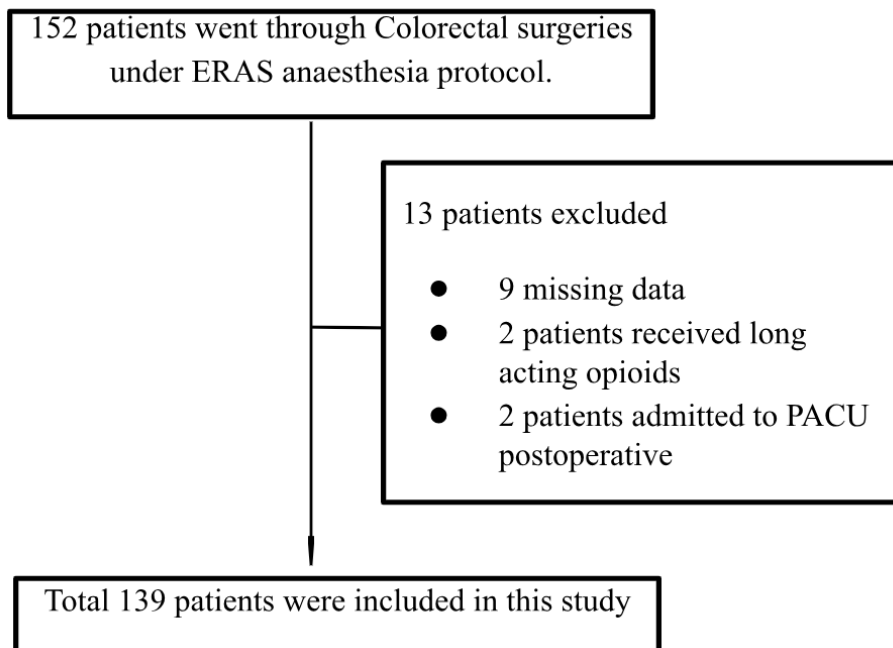 152 patients went through Colorectal surgeries
under ERAS anaesthesia protocol.
13 patients excluded
● 9 missing data
● 2 patients received long
acting opioids
● 2 patients admitted to PACU
postoperative
Total 139 patients were included in this study